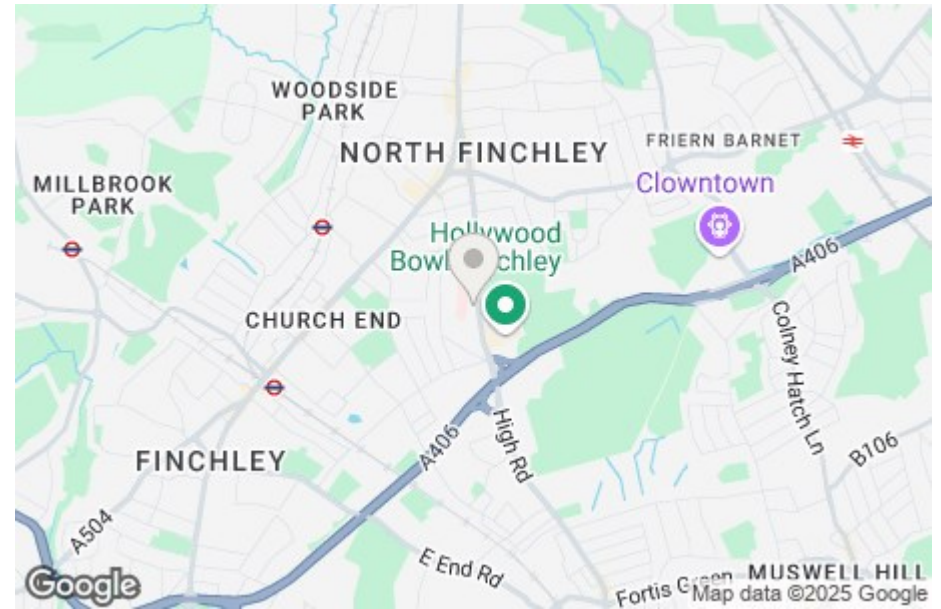 WOODSIDE
PARK
NORTH FINCHLEY
FRIERN BARNET
MILLBROOK
PARK
Clowntown
Hollywood
Bowl
A406
CHURCH END
Colney Hatch Ln
High Rd
A406
B106
FINCHLEY
A504
E End Rd
Fortis Green
MUSWELL HILL
Google
Map data ©2025 Google